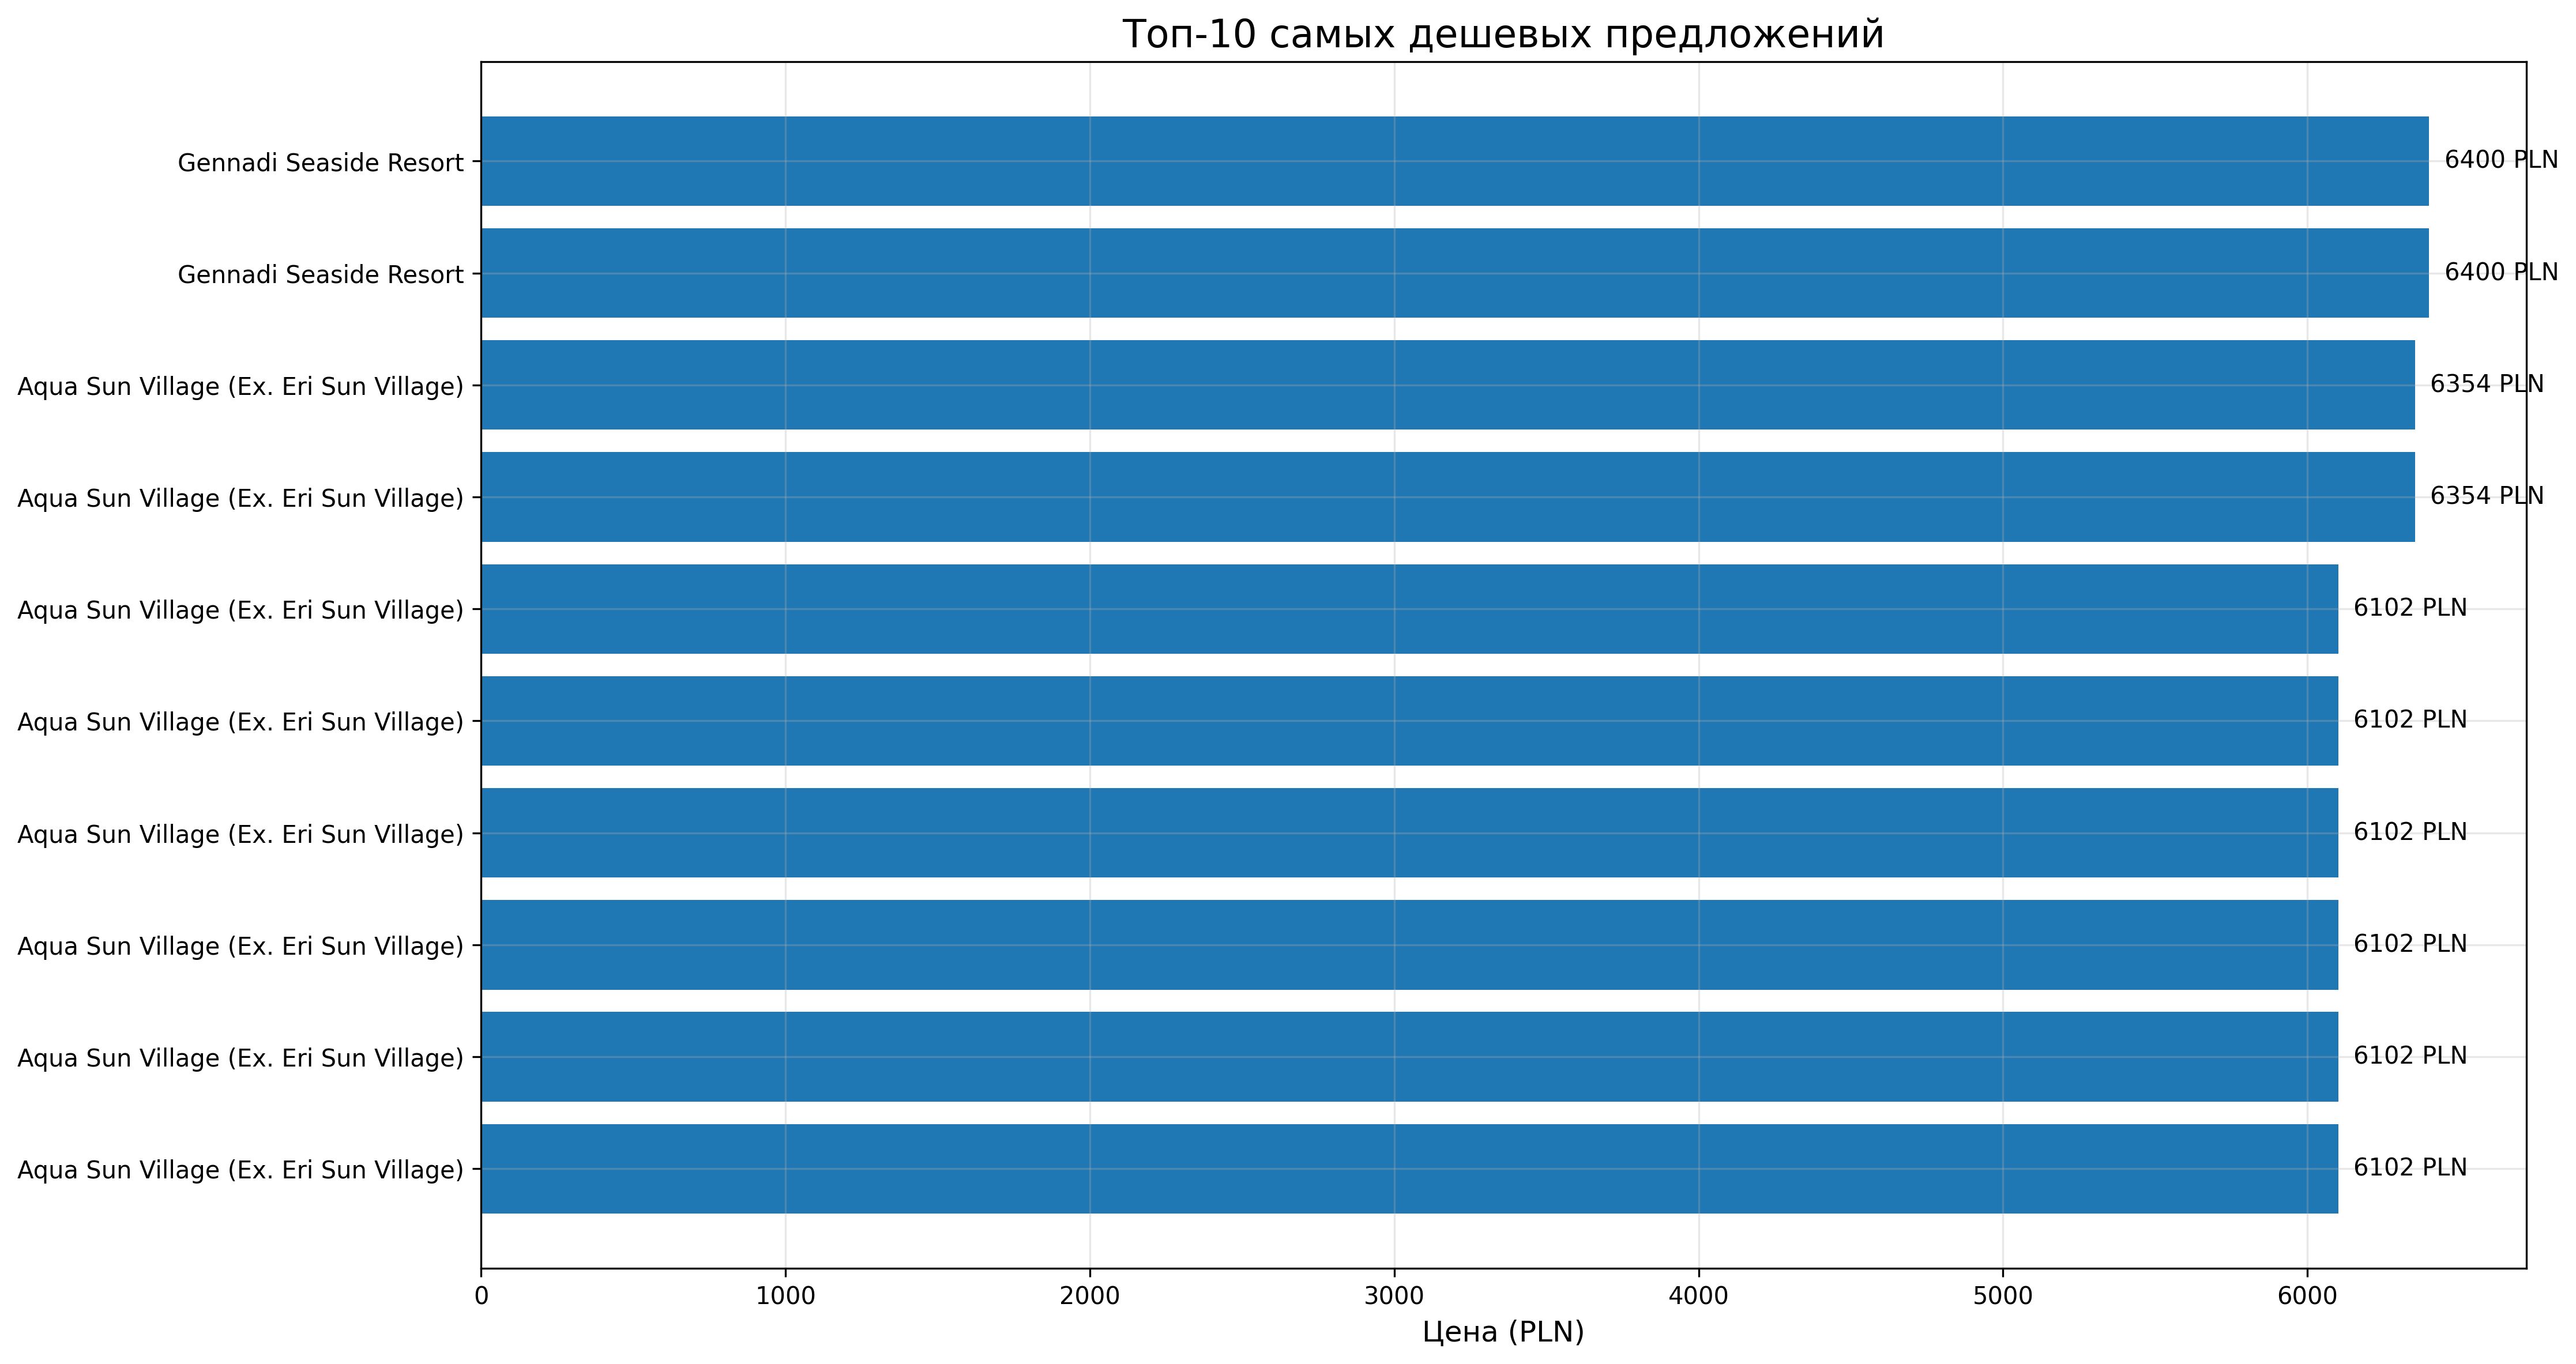 Топ-10 самых дешевых предложений
Gennadi Seaside Resort 6400 PLN
Gennadi Seaside Resort 6400 PLN
Aqua Sun Village (Ex. Eri Sun Village) 6354 PLN
Aqua Sun Village (Ex. Eri Sun Village) 6354 PLN
Aqua Sun Village (Ex. Eri Sun Village) 6102 PLN
Aqua Sun Village (Ex. Eri Sun Village) 6102 PLN
Aqua Sun Village (Ex. Eri Sun Village) 6102 PLN
Aqua Sun Village (Ex. Eri Sun Village) 6102 PLN
Aqua Sun Village (Ex. Eri Sun Village) 6102 PLN
Aqua Sun Village (Ex. Eri Sun Village) 6102 PLN
0 1000 2000 3000 4000 5000 6000
Цена (PLN)